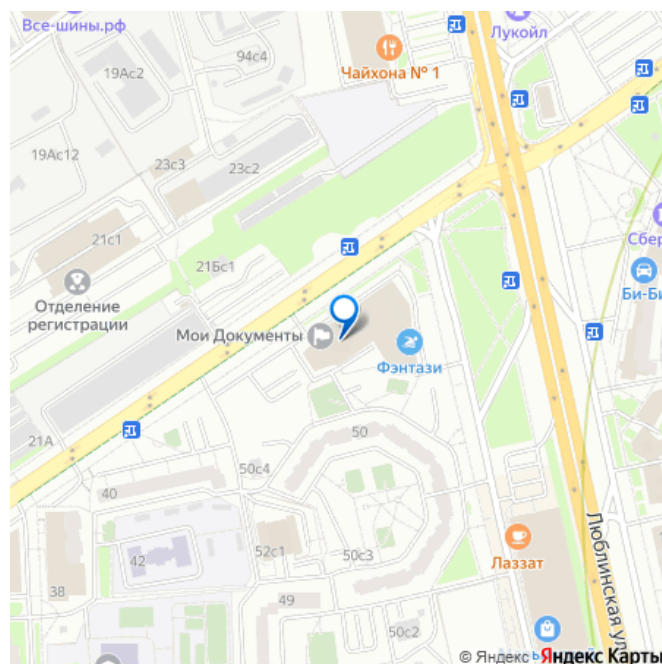 Все-шины.рф
94с4
Лукойл
19Ас2
Чайхона № 1
19Ас12
23с3
23с2
21с1
21Бс1
Сбер
Отделение
регистрации
Би-Би
Мои Документы
Фэнтази
21А
50
50с4
40
52с1
50с3
42
Люблинская ул
Лаззат
38
49
50с2
© Яндекс
Яндекс Карты